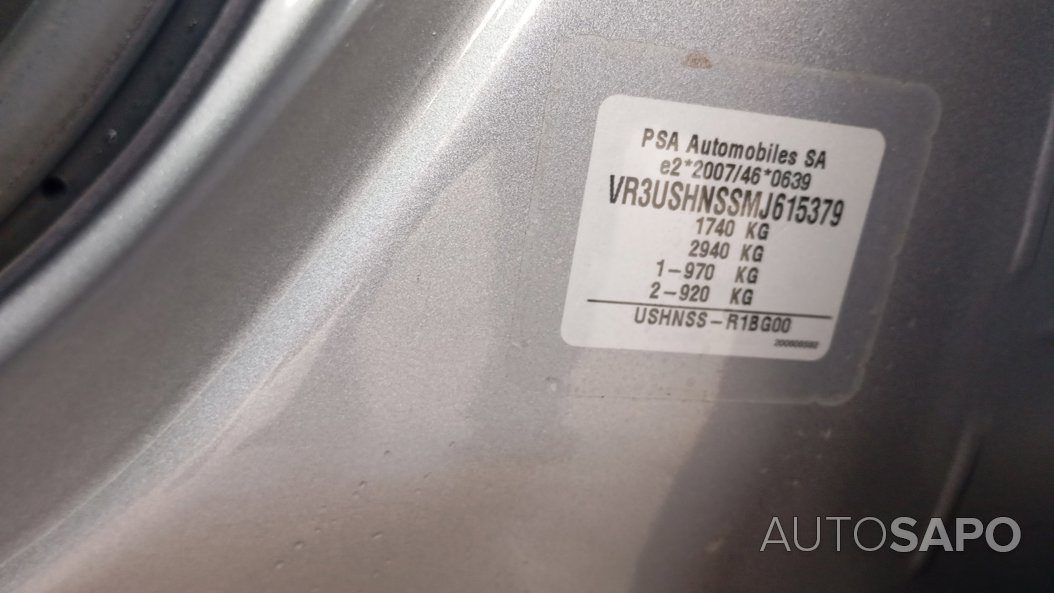 PSA Automobiles SA
e2*2007/46*0639
VR3USHNSSMJ615379
1740 KG
2940 KG
1-970 KG
2-920 KG
USHNSS-R1BG00
AUTOSAPO